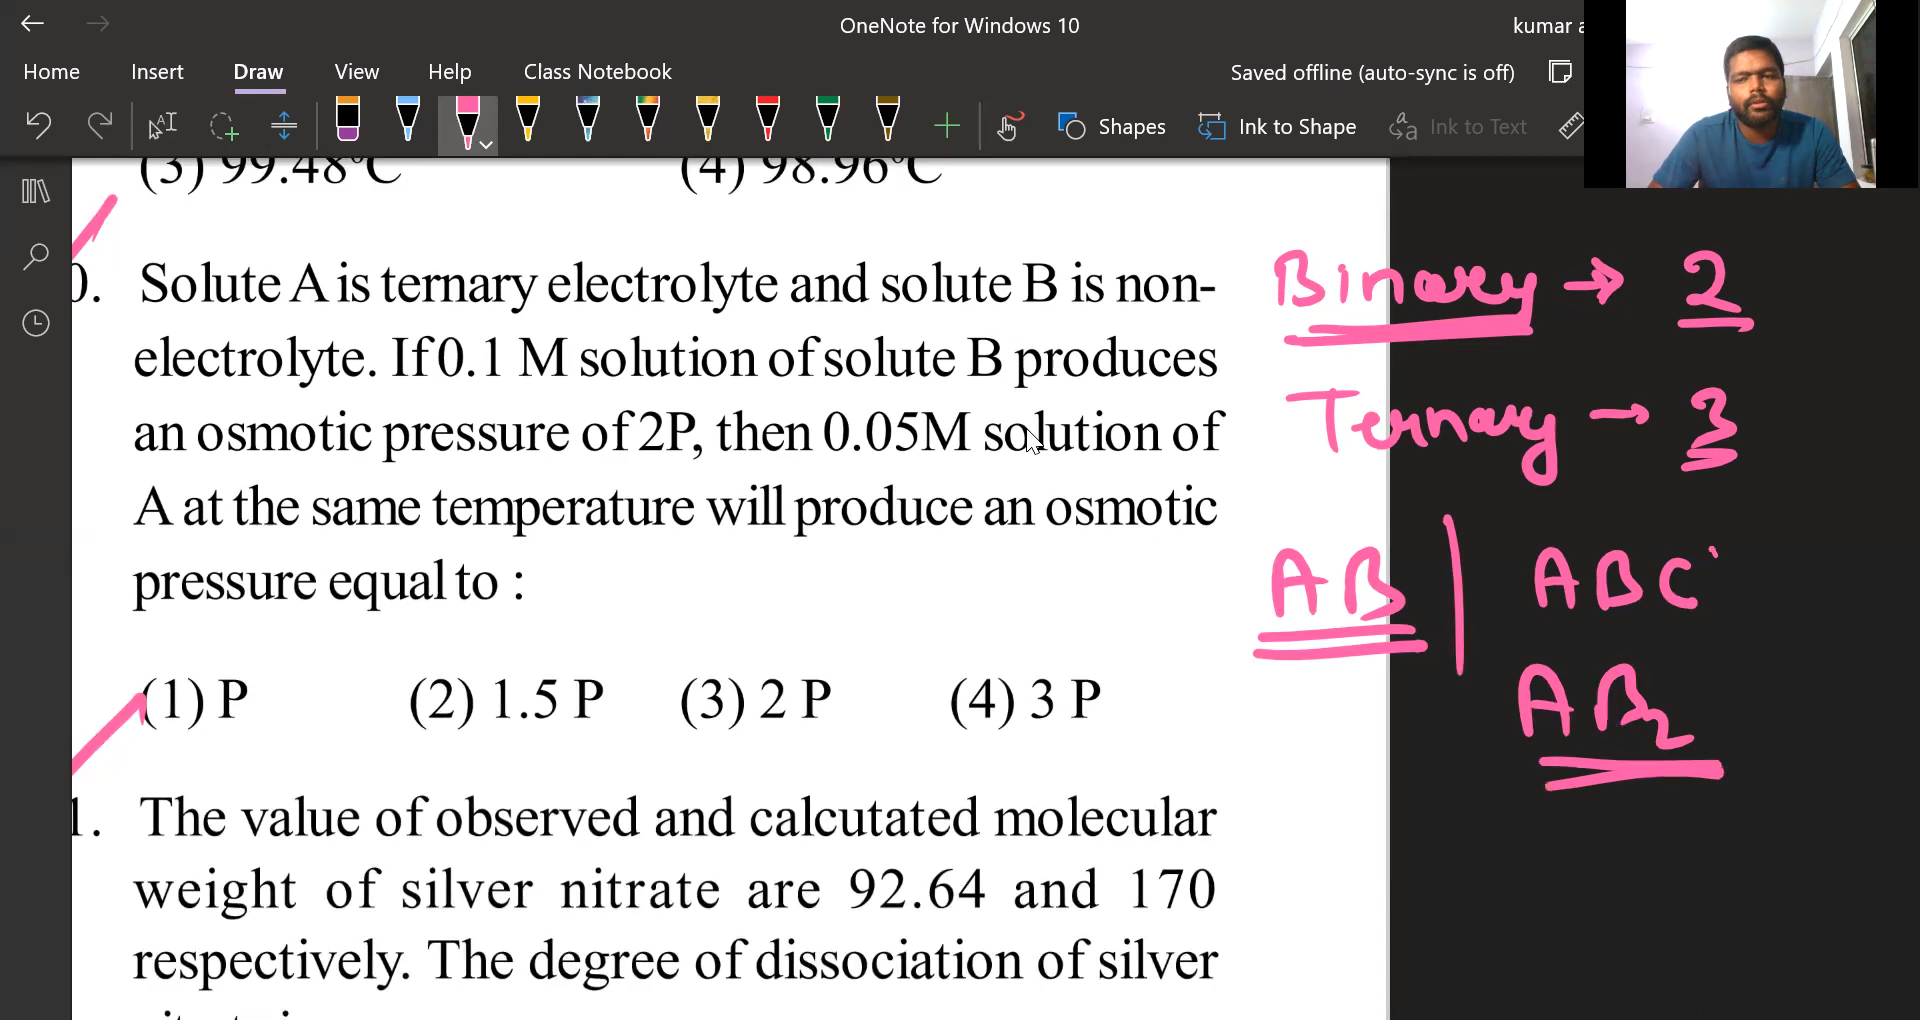 OneNote for Windows 10
kumar a
Home Insert Draw View Help Class Notebook
Saved offline (auto-sync is off)
Shapes Ink to Shape Ink to Text
(3) 99.48⁰C (4) 98.96⁰C
0. Solute A is ternary electrolyte and solute B is non-
electrolyte. If 0.1 M solution of solute B produces
an osmotic pressure of 2P, then 0.05M solution of
A at the same temperature will produce an osmotic
pressure equal to :
(1) P (2) 1.5 P (3) 2 P (4) 3 P
1. The value of observed and calcutated molecular
weight of silver nitrate are 92.64 and 170
respectively. The degree of dissociation of silver
Binary → 2
Ternary → 3
AB | ABC
AB₂